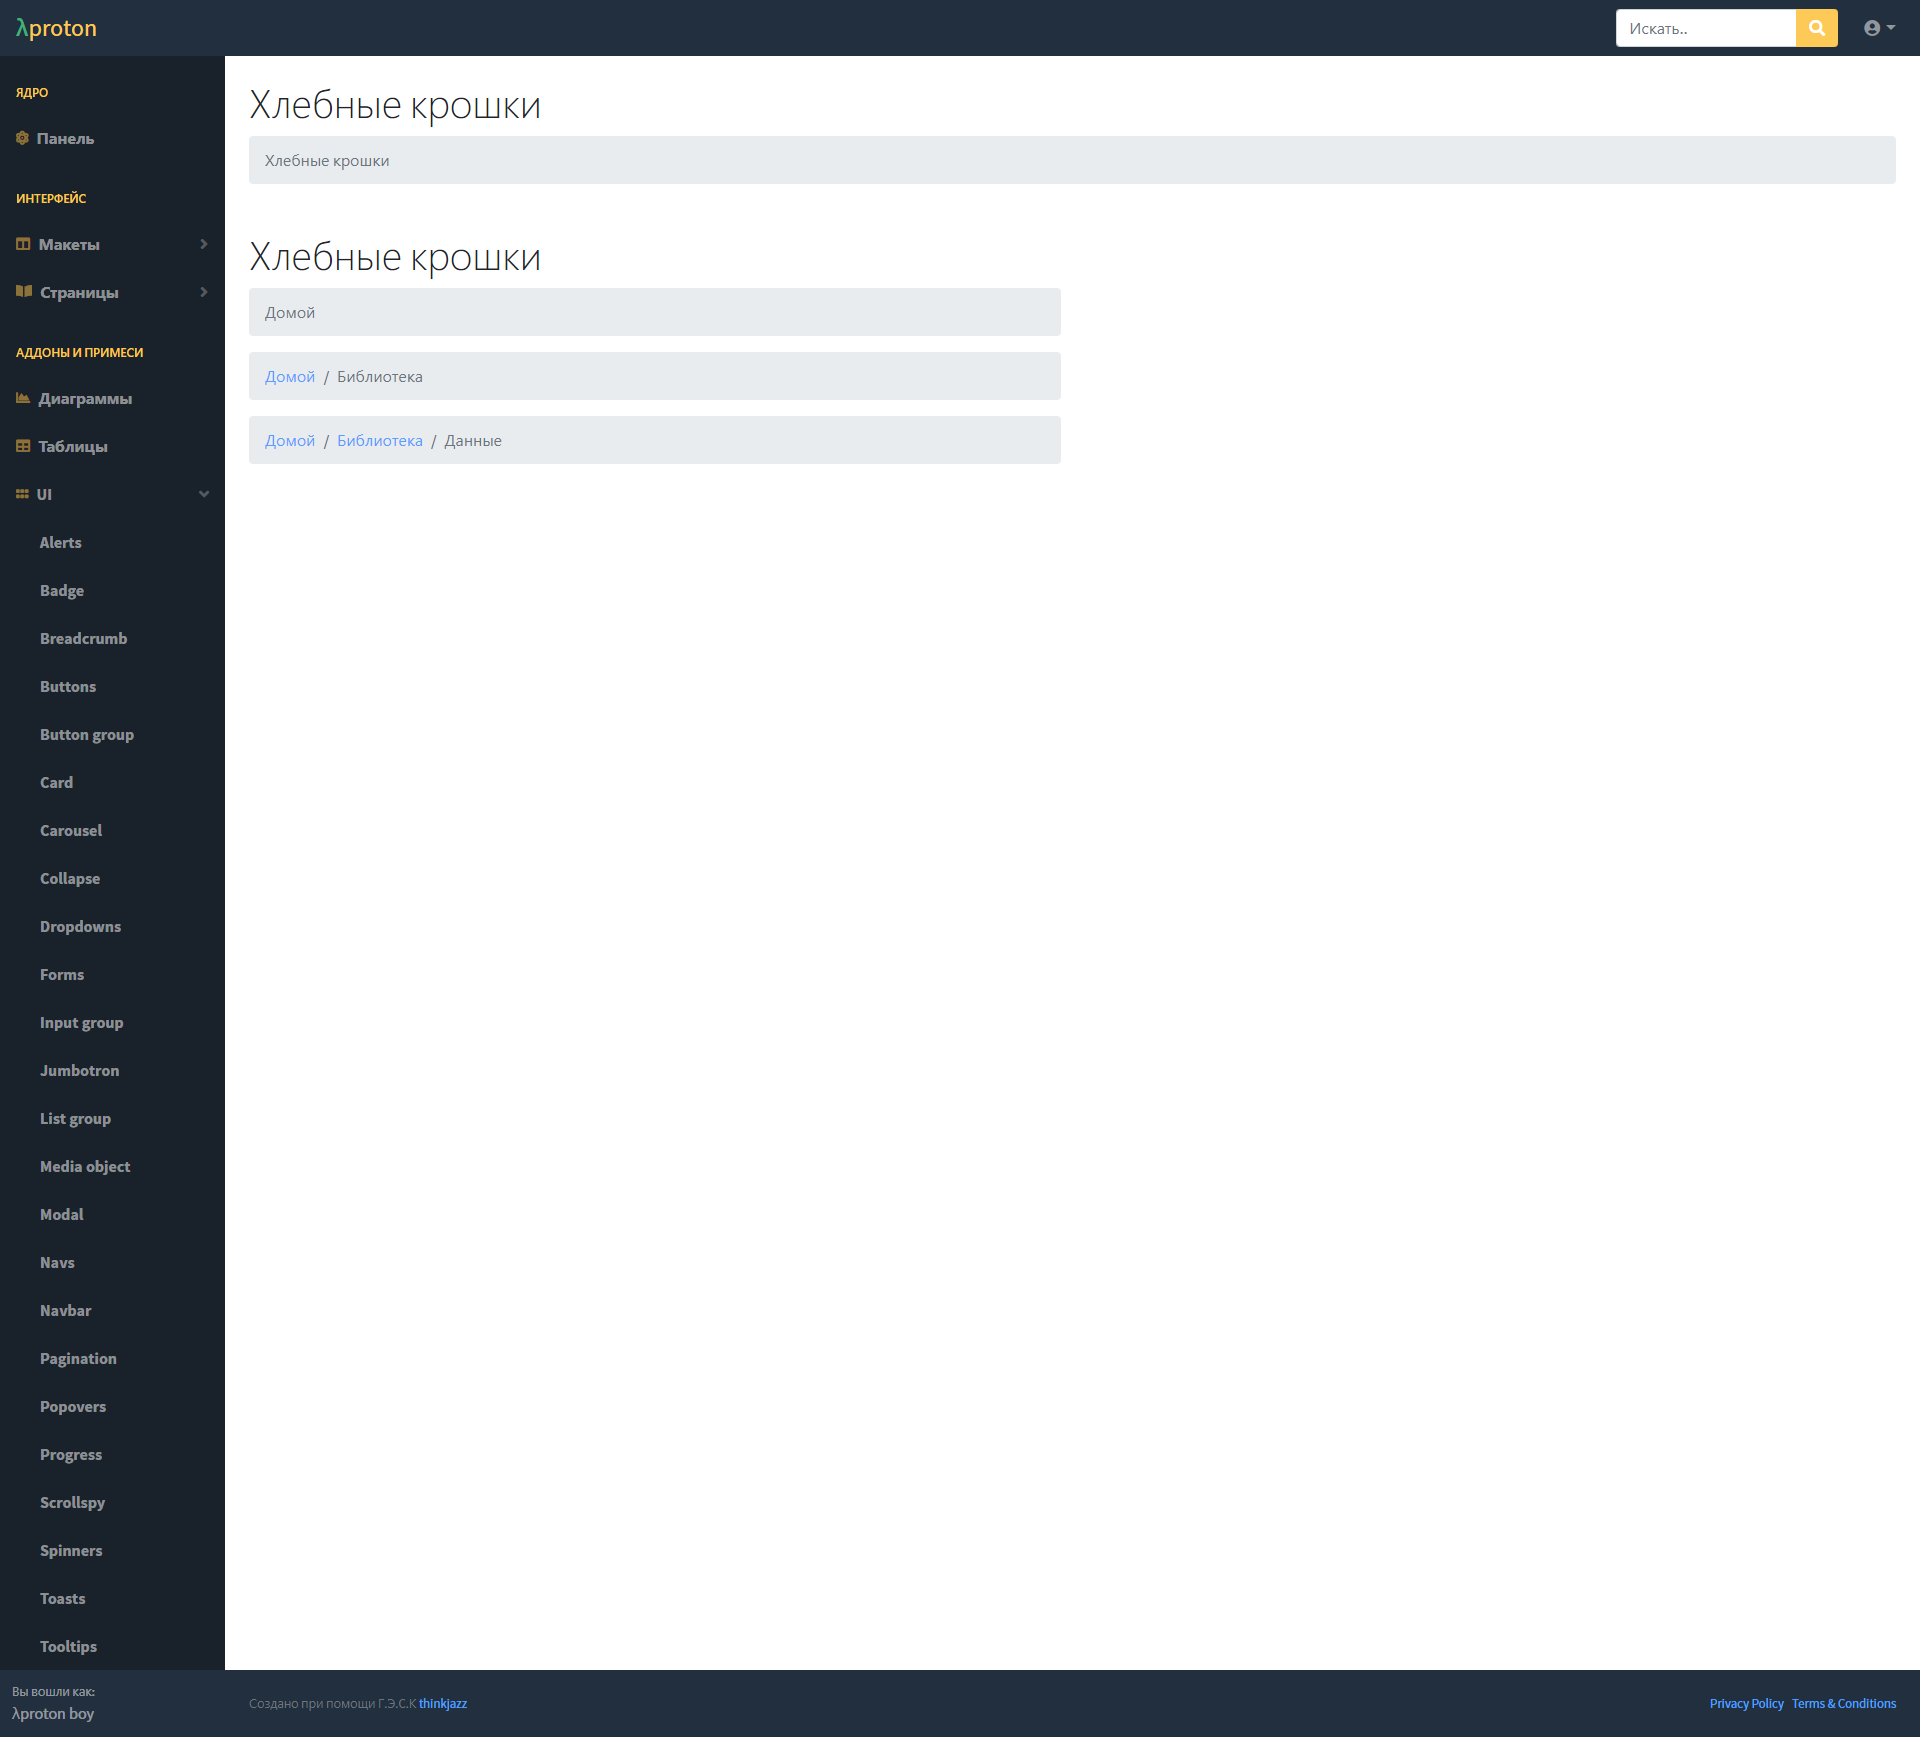 λproton
Искать..
ЯДРО
Панель
ИНТЕРФЕЙС
Макеты
Страницы
АДДОНЫ И ПРИМЕСИ
Диаграммы
Таблицы
UI
Alerts
Badge
Breadcrumb
Buttons
Button group
Card
Carousel
Collapse
Dropdowns
Forms
Input group
Jumbotron
List group
Media object
Modal
Navs
Navbar
Pagination
Popovers
Progress
Scrollspy
Spinners
Toasts
Tooltips
Вы вошли как:
λproton boy
Хлебные крошки
Хлебные крошки
Хлебные крошки
Домой
Домой / Библиотека
Домой / Библиотека / Данные
Создано при помощи Г.Э.С.К thinkjazz
Privacy Policy Terms & Conditions